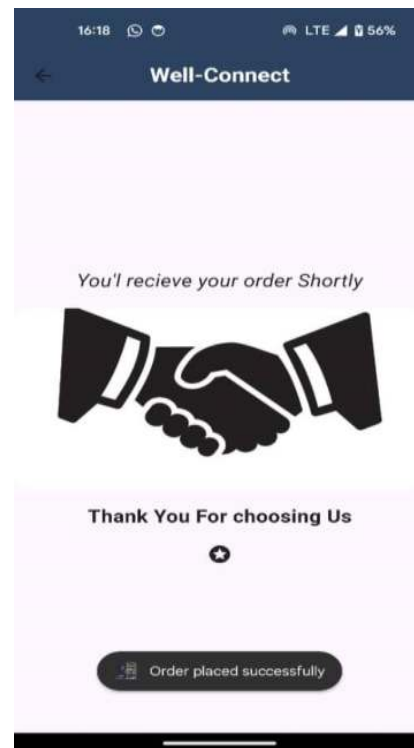 16:18 LTE 56%
Well-Connect
You'l recieve your order Shortly
Thank You For choosing Us
Order placed successfully